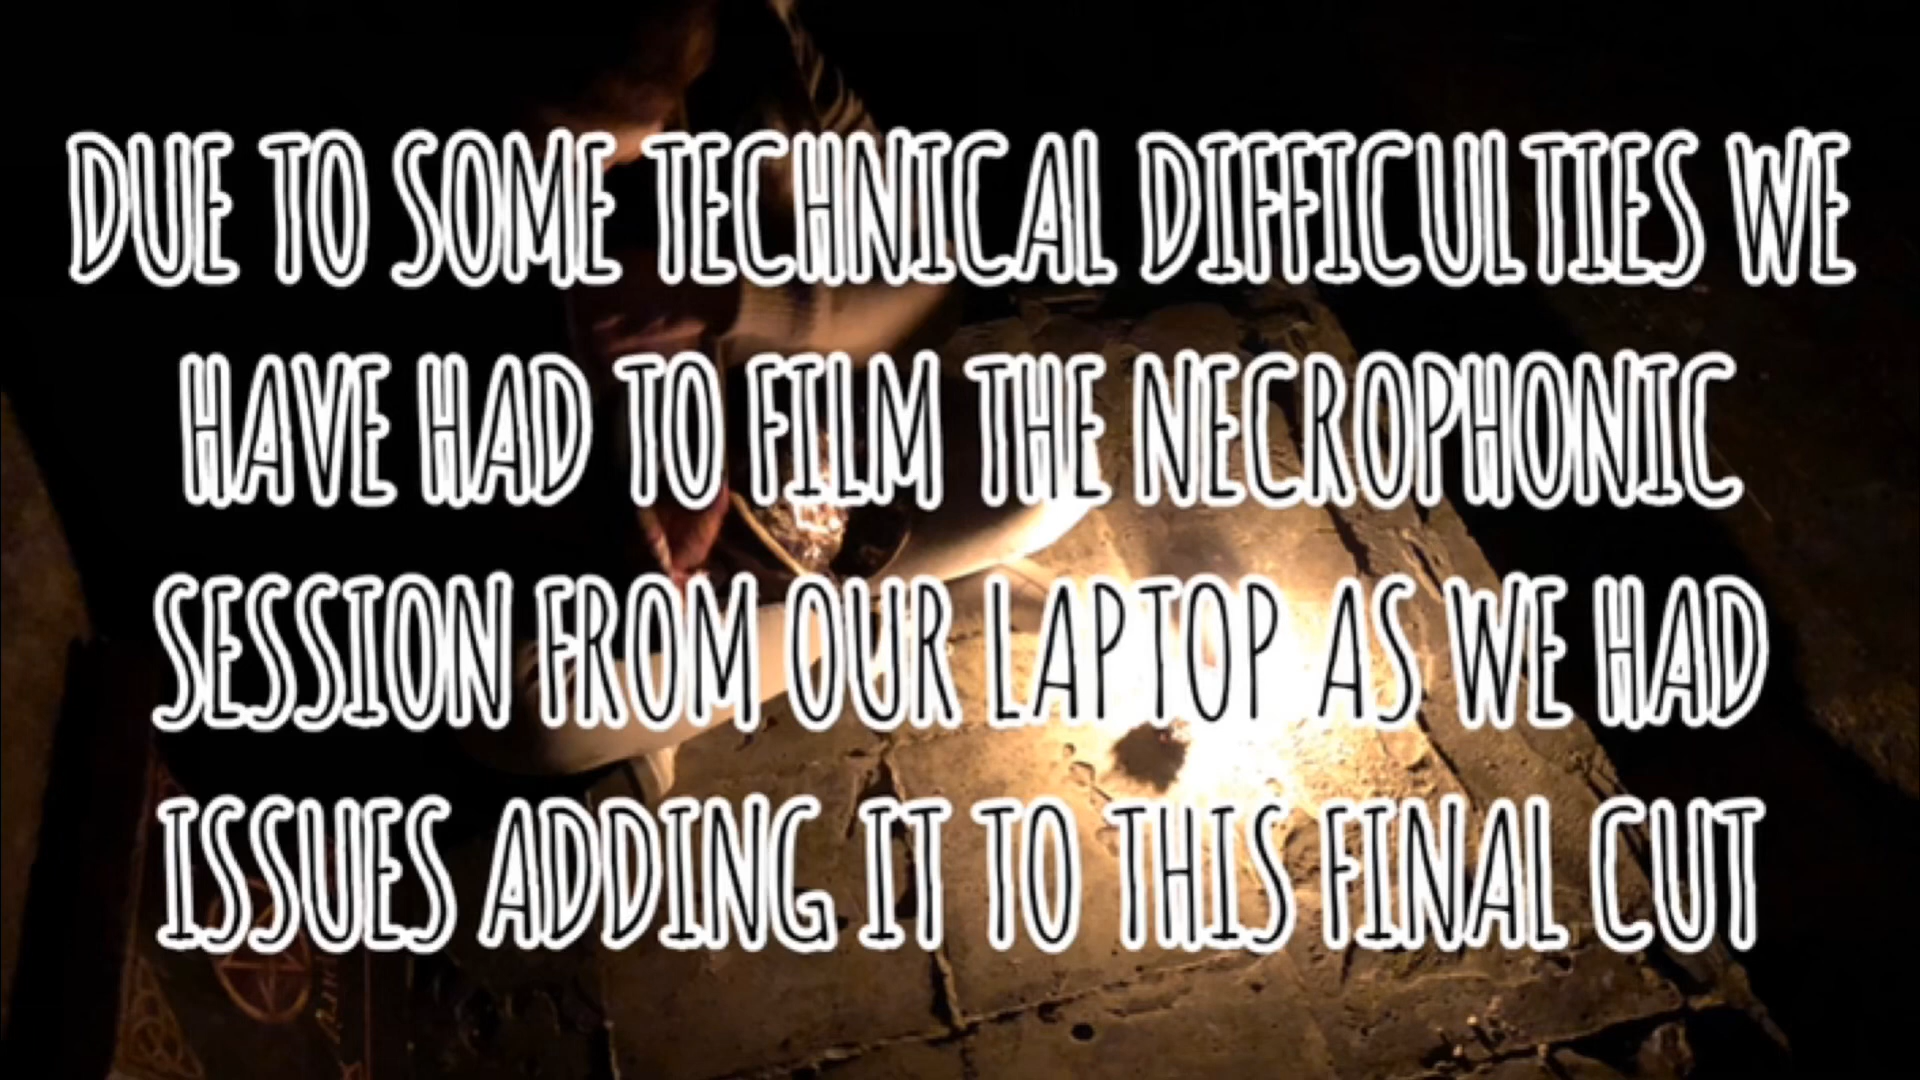 DUE TO SOME TECHNICAL DIFFICULTIES WE
HAVE HAD TO FILM THE NECROPHONIC
SESSION FROM OUR LAPTOP AS WE HAD
ISSUES ADDING IT TO THIS FINAL CUT